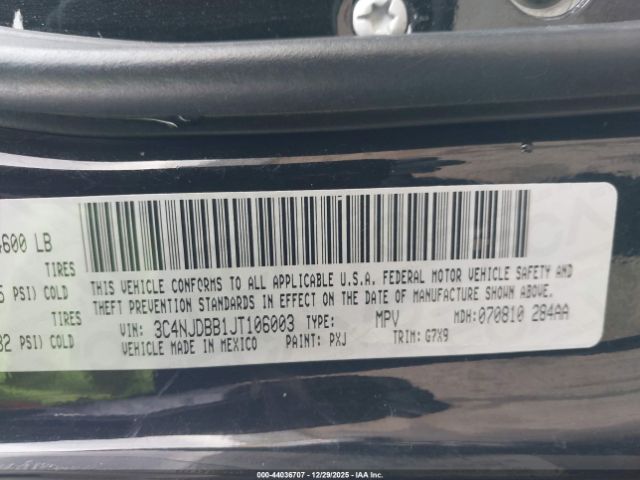 600 LB
TIRES
PSI) COLD
TIRES
32 PSI) COLD
THIS VEHICLE CONFORMS TO ALL APPLICABLE U.S.A. FEDERAL MOTOR VEHICLE SAFETY AND
THEFT PREVENTION STANDARDS IN EFFECT ON THE DATE OF MANUFACTURE SHOWN ABOVE.
VIN: 3C4NJDBB1JT106003 TYPE: MPV MDH:070810 284AA
VEHICLE MADE IN MEXICO PAINT: PXJ TRIM: G7X9
000-44036707 - 12/29/2025 - IAA Inc.